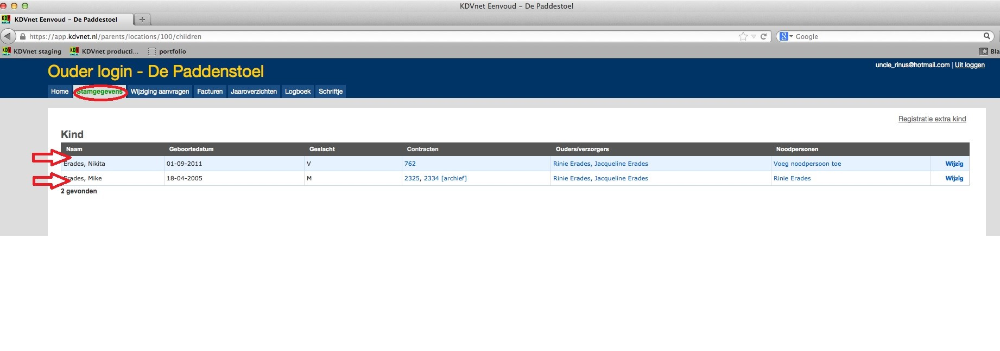 KDVnet Eenvoud – De Paddestoel
KDVnet Eenvoud – De Paddestoel
https://app.kdvnet.nl/parents/locations/100/children
Google
KDVnet staging KDVnet producti... portfolio Bla
Ouder login - De Paddenstoel
uncle_rinus@hotmail.com | Uit loggen
Home Stamgegevens Wijziging aanvragen Facturen Jaaroverzichten Logboek Schriftje
Registratie extra kind
Kind
Naam Geboortedatum Geslacht Contracten Ouders/verzorgers Noodpersonen
Erades, Nikita 01-09-2011 V 762 Rinie Erades, Jacqueline Erades Voeg noodpersoon toe Wijzig
Erades, Mike 18-04-2005 M 2325, 2334 [archief] Rinie Erades, Jacqueline Erades Rinie Erades Wijzig
2 gevonden